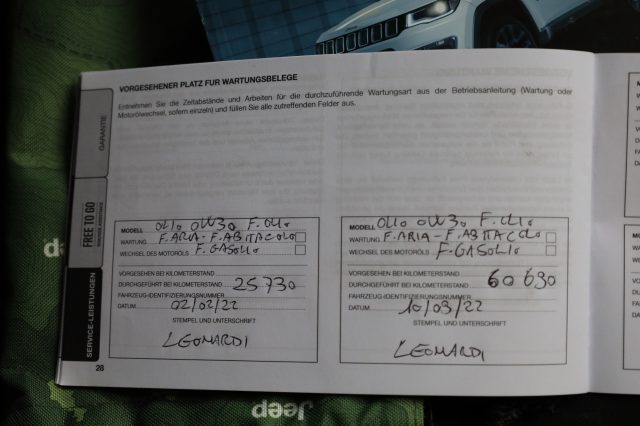 VORGESEHENER PLATZ FUR WARTUNGSBELEGE
Entnehmen Sie die Zeitabstände und Arbeiten für die durchzuführende Wartungsart aus der Betriebsanleitung (Wartung oder
Motorölwechsel, sofern einzeln) und füllen Sie alle zutreffenden Felder aus.
GARANTIE
FREE TO GO
SERVICE-LEISTUNGEN
MODELL OLIO 0W30 F. OLIO
WARTUNG F. ARIA - F. ABITACOLO
WECHSEL DES MOTORÖLS F. GASOLIO
VORGESEHEN BEI KILOMETERSTAND
DURCHGEFÜHRT BEI KILOMETERSTAND 25730
FAHRZEUG-IDENTIFIZIERUNGSNUMMER
DATUM 02/02/22
STEMPEL UND UNTERSCHRIFT
LEONARDI
MODELL OLIO 0W30 F. OLIO
WARTUNG F. ARIA - F. ABITACOLO
WECHSEL DES MOTORÖLS F. GASOLIO
VORGESEHEN BEI KILOMETERSTAND
DURCHGEFÜHRT BEI KILOMETERSTAND 60630
FAHRZEUG-IDENTIFIZIERUNGSNUMMER
DATUM 10/03/22
STEMPEL UND UNTERSCHRIFT
LEONARDI
28
Jeep